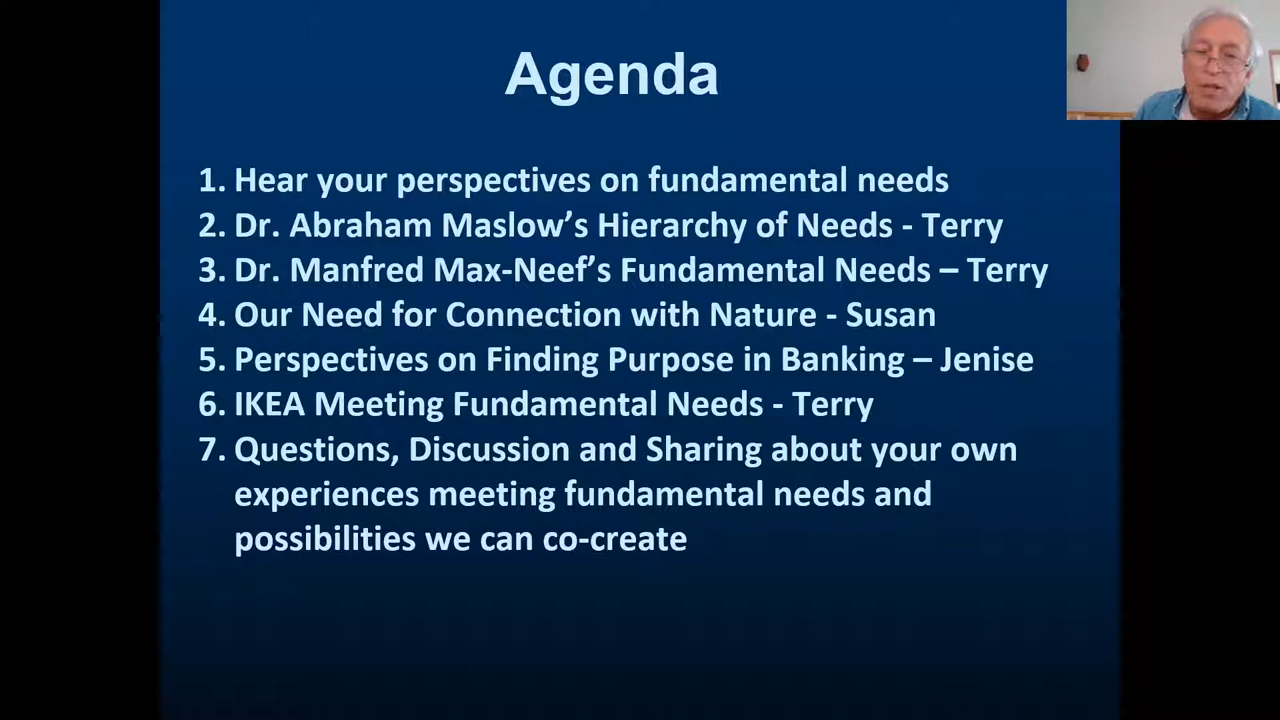 Agenda
1. Hear your perspectives on fundamental needs
2. Dr. Abraham Maslow’s Hierarchy of Needs - Terry
3. Dr. Manfred Max-Neef’s Fundamental Needs – Terry
4. Our Need for Connection with Nature - Susan
5. Perspectives on Finding Purpose in Banking – Jenise
6. IKEA Meeting Fundamental Needs - Terry
7. Questions, Discussion and Sharing about your own
experiences meeting fundamental needs and
possibilities we can co-create